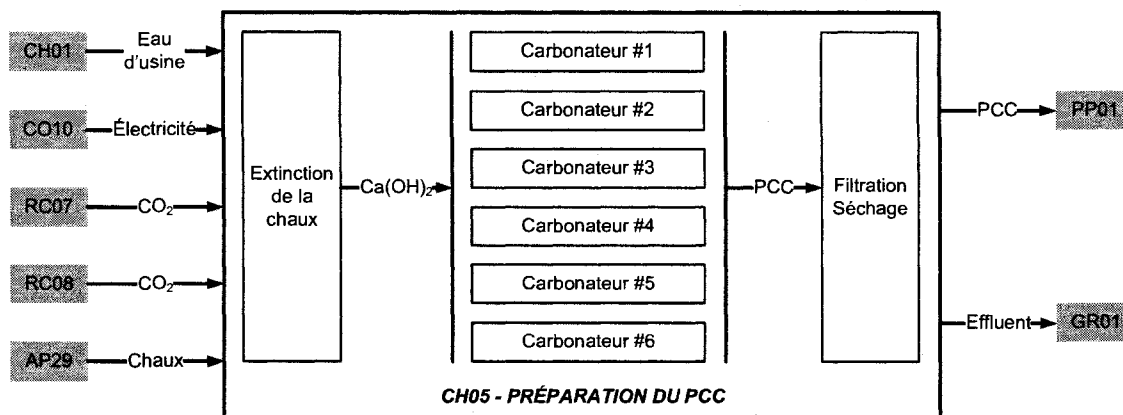 CH01
Eau
d'usine
CO10
Électricité
RC07
CO₂
RC08
CO₂
AP29
Chaux
Extinction
de la
chaux
Ca(OH)₂
Carbonateur #1
Carbonateur #2
Carbonateur #3
Carbonateur #4
Carbonateur #5
Carbonateur #6
PCC
Filtration
Séchage
PCC
PP01
Effluent
GR01
CH05 - PRÉPARATION DU PCC